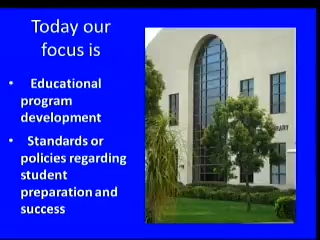 Today our
focus is
• Educational
program
development
• Standards or
policies regarding
student
preparation and
success